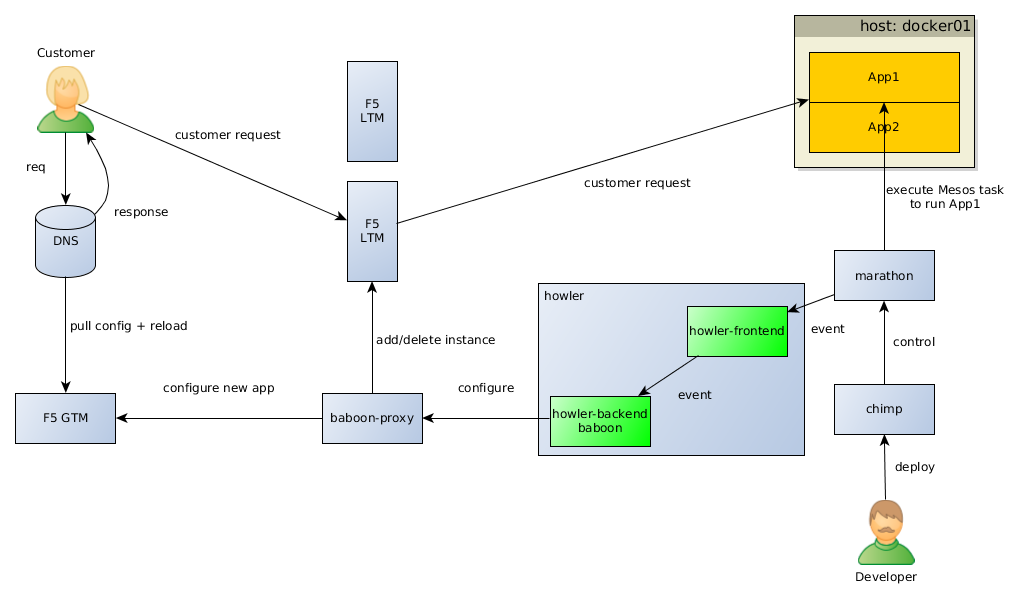 host: docker01
Customer
App1
F5
LTM
customer request
App2
req
customer request
execute Mesos task
to run App1
response
F5
LTM
DNS
marathon
howler
pull config + reload
howler-frontend
event
add/delete instance
control
configure new app
configure
event
chimp
F5 GTM
baboon-proxy
howler-backend
baboon
deploy
Developer